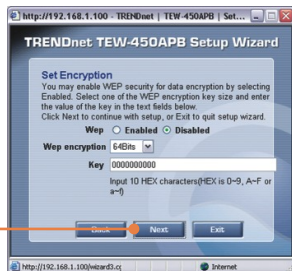 http://192.168.1.100 - TRENDnet | TEW-450APB | Set...
TRENDnet TEW-450APB Setup Wizard
Set Encryption
You may enable WEP security for data encryption by selecting
Enabled. Select one of the WEP encryption key size and enter
the value of the key in the text fields below.
Click Next to continue with setup, or Exit to quit setup wizard.
Wep Enabled Disabled
Wep encryption 64Bits
Key 0000000000
Input 10 HEX characters(HEX is 0~9, A~F or
a~f)
Back Next Exit
http://192.168.1.100/wizard3.c Internet